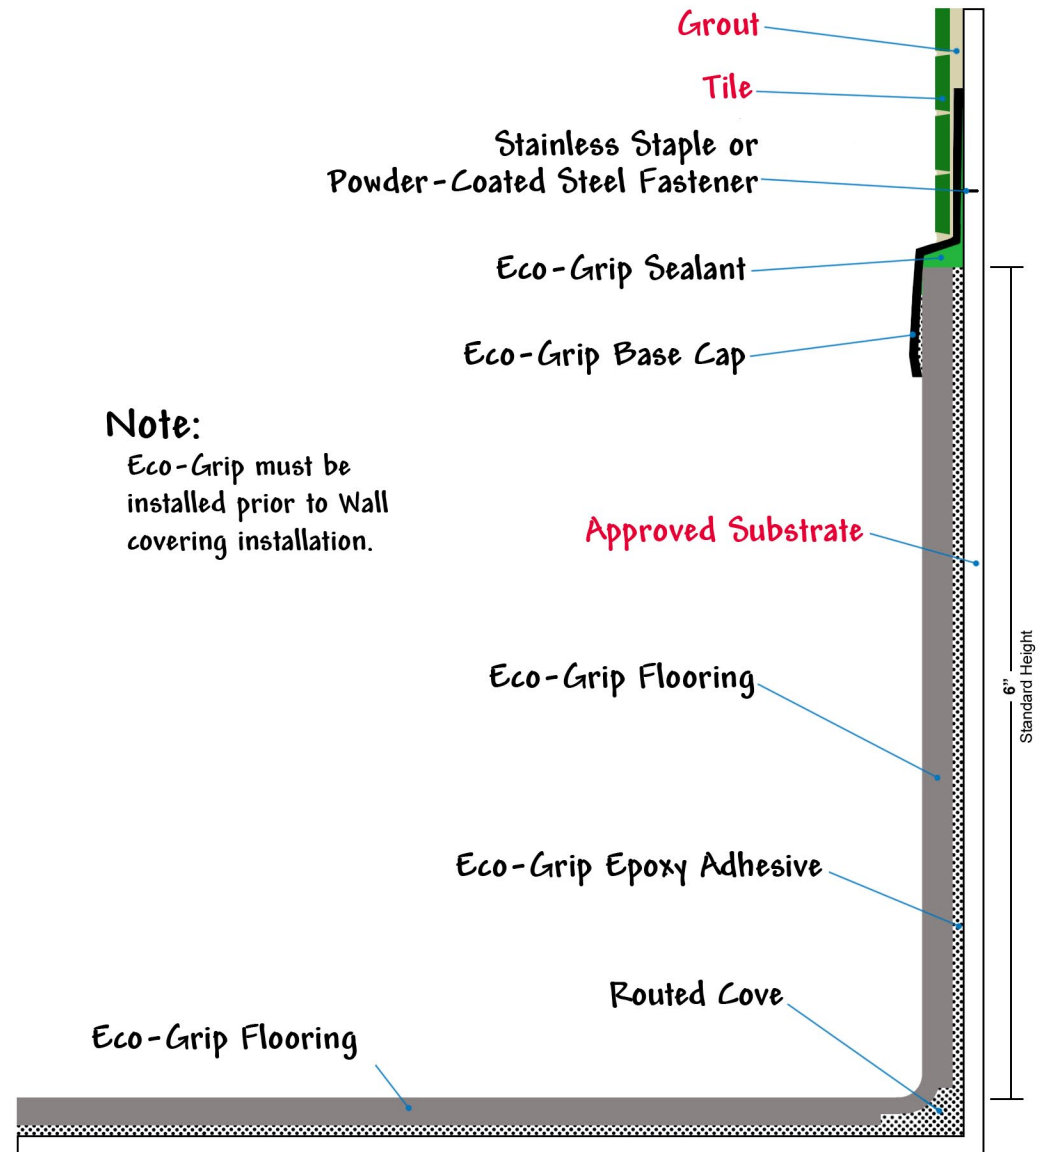 Grout
Tile
Stainless Staple or
Powder-Coated Steel Fastener
Eco-Grip Sealant
Eco-Grip Base Cap
Note:
Eco-Grip must be
installed prior to Wall
covering installation.
Approved Substrate
Eco-Grip Flooring
6”
Standard Height
Eco-Grip Epoxy Adhesive
Routed Cove
Eco-Grip Flooring